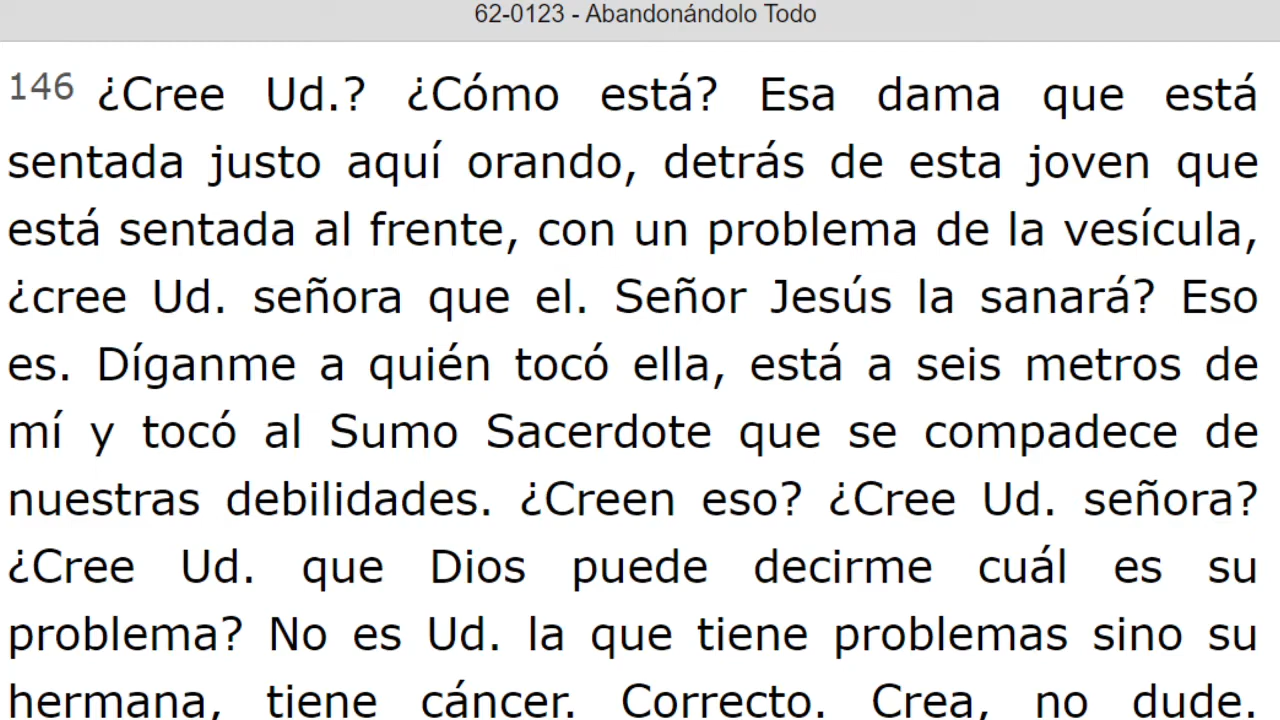 62-0123 - Abandonándolo Todo
146 ¿Cree Ud.? ¿Cómo está? Esa dama que está
sentada justo aquí orando, detrás de esta joven que
está sentada al frente, con un problema de la vesícula,
¿cree Ud. señora que el. Señor Jesús la sanará? Eso
es. Díganme a quién tocó ella, está a seis metros de
mí y tocó al Sumo Sacerdote que se compadece de
nuestras debilidades. ¿Creen eso? ¿Cree Ud. señora?
¿Cree Ud. que Dios puede decirme cuál es su
problema? No es Ud. la que tiene problemas sino su
hermana, tiene cáncer. Correcto. Crea, no dude.